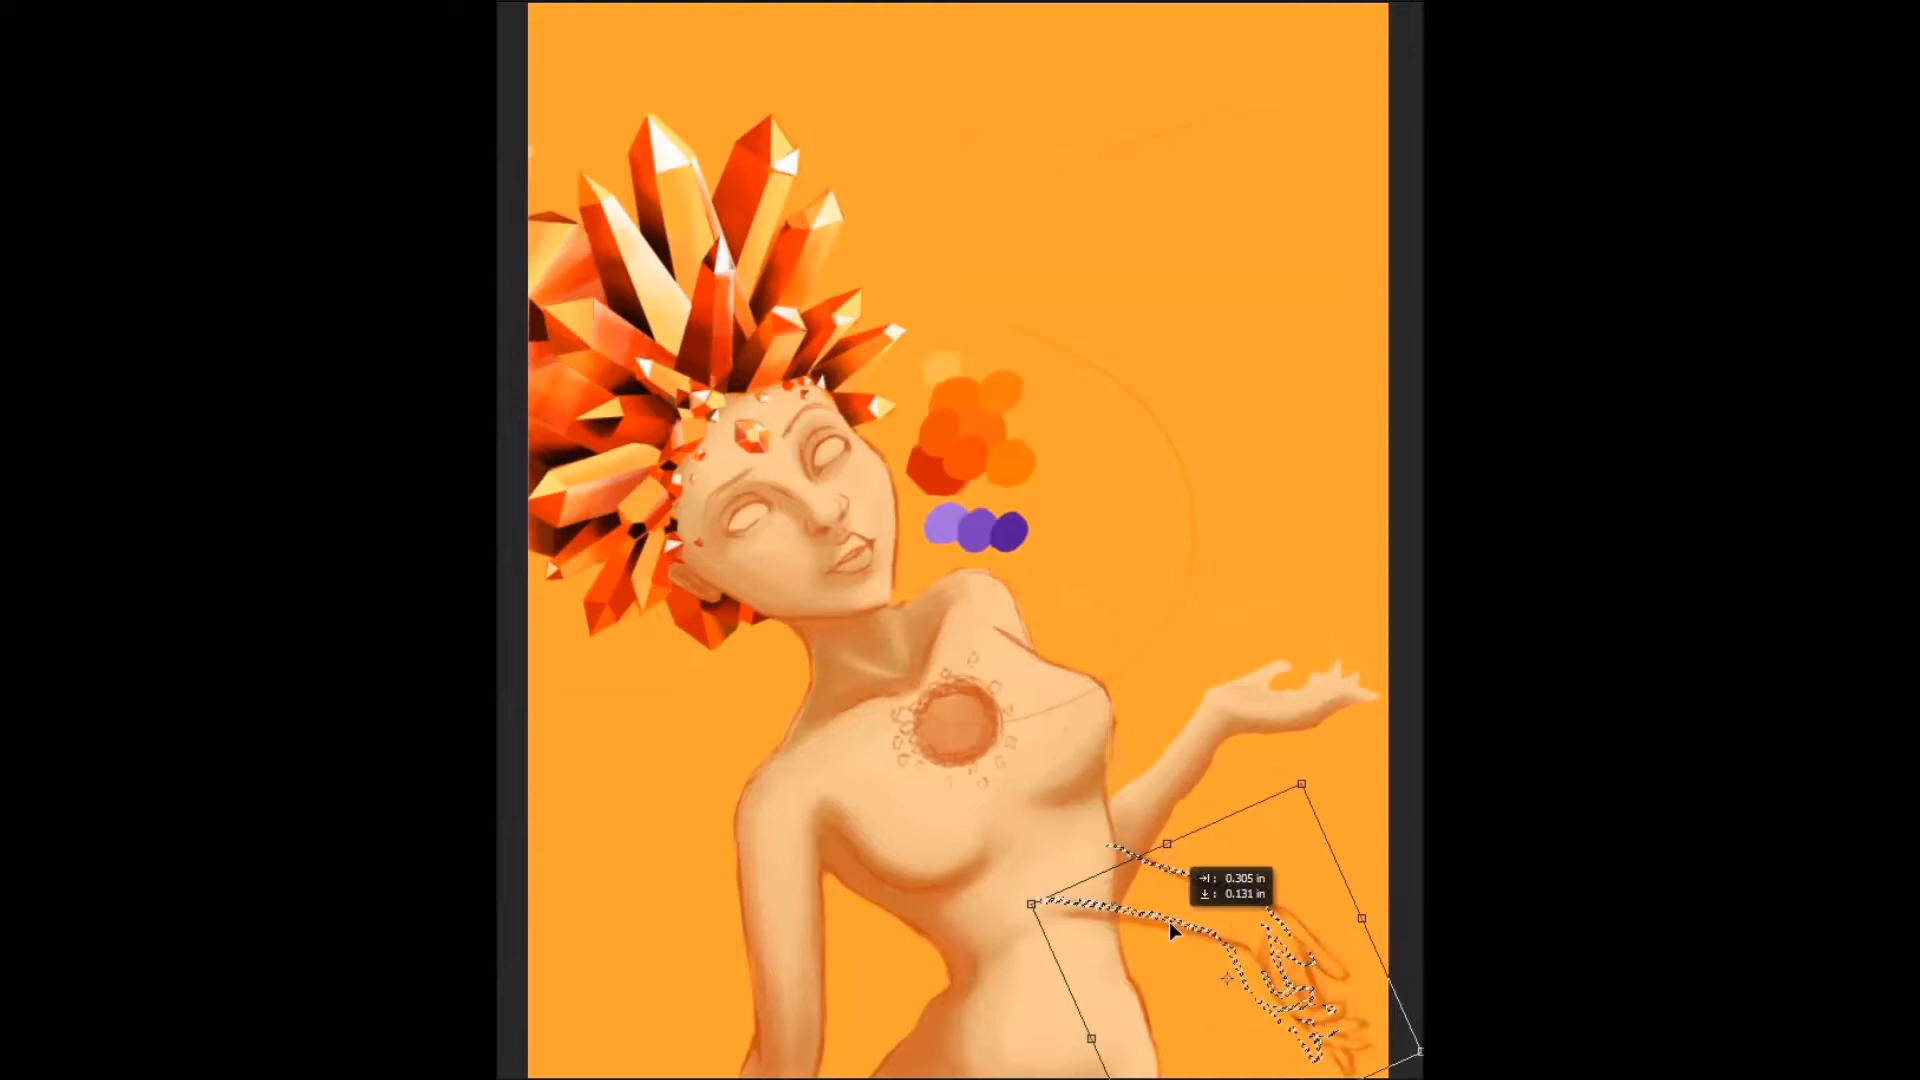 →| : 0.305 in
↓ : 0.131 in